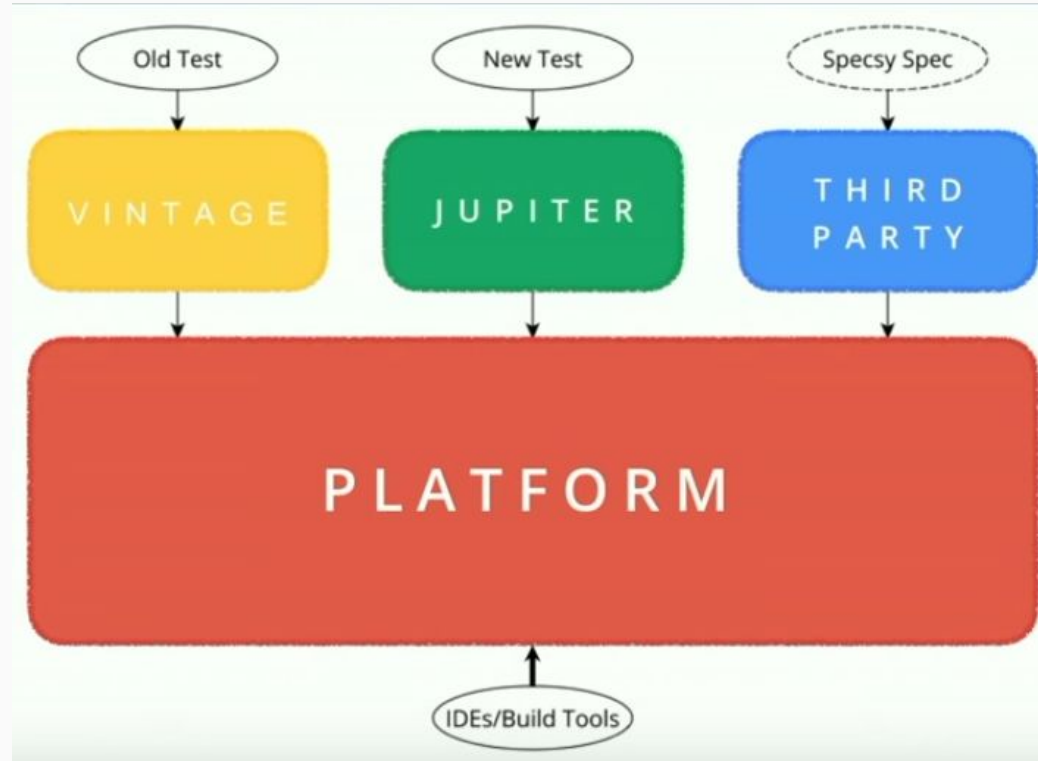 Old Test
New Test
Specsy Spec
VINTAGE
JUPITER
THIRD
PARTY
PLATFORM
IDEs/Build Tools